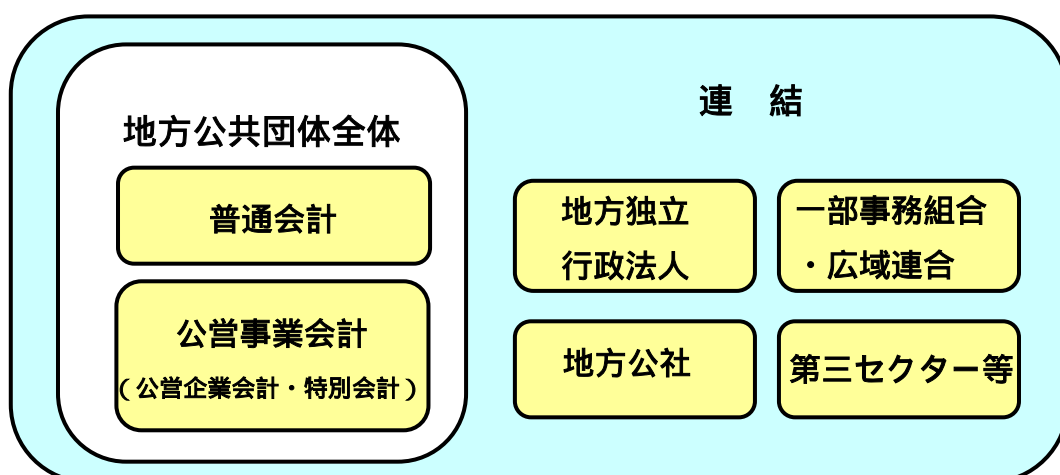 連　結
地方公共団体全体
普通会計
公営事業会計
（公営企業会計・特別会計）
地方独立
行政法人
一部事務組合
・広域連合
地方公社
第三セクター等